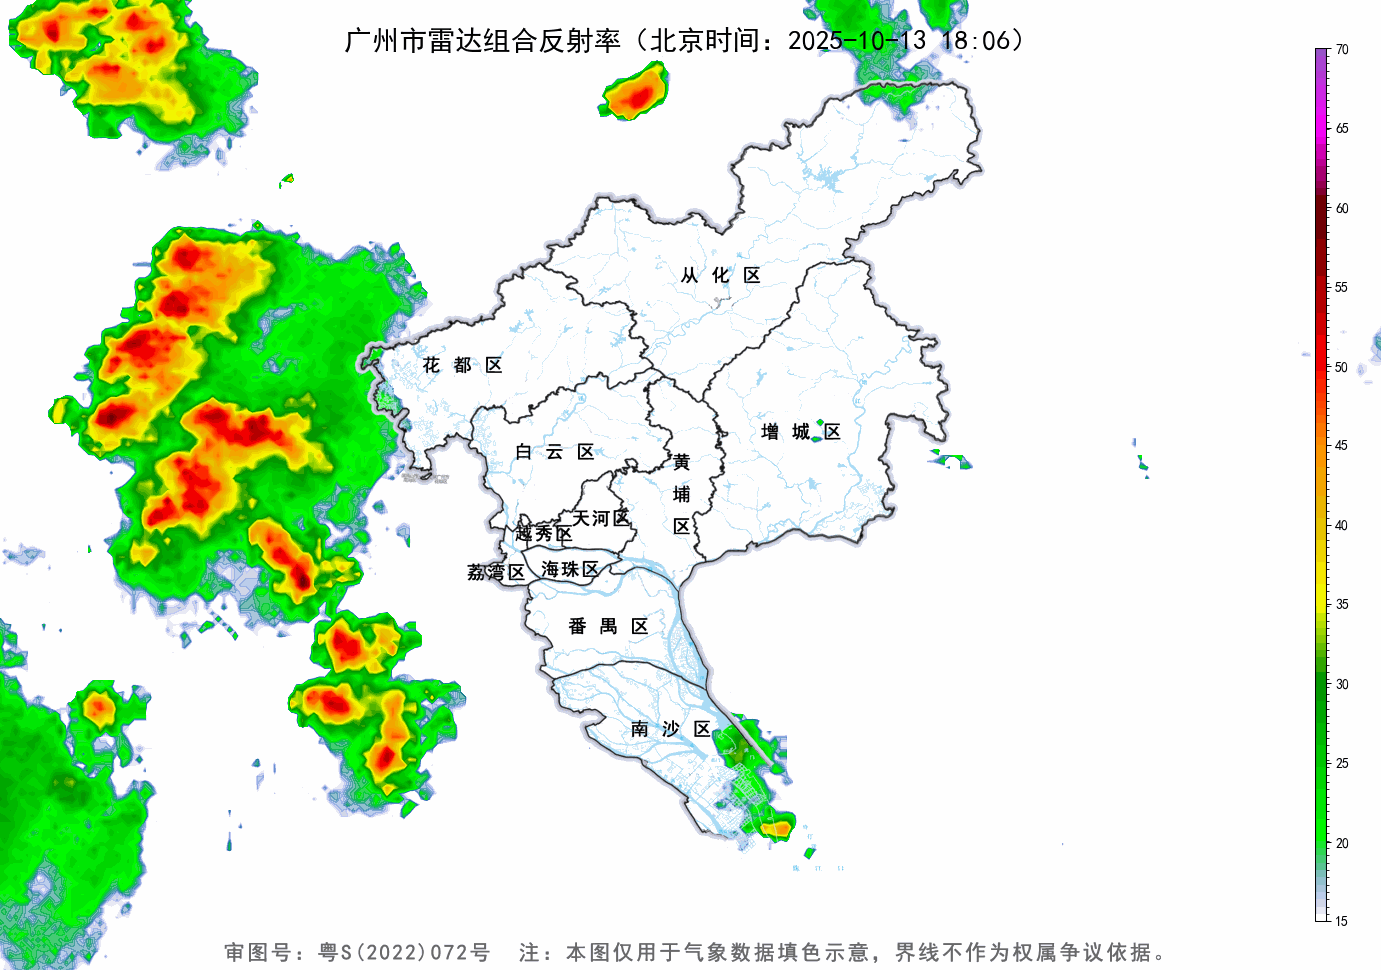 广州市雷达组合反射率（北京时间：2025-10-13 18:06）
70
65
60
55
50
45
40
35
30
25
20
15
从化区
花都区
增城区
白云区
黄埔区
天河区
越秀区
海珠区
荔湾区
番禺区
南沙区
审图号：粤S(2022)072号 注：本图仅用于气象数据填色示意，界线不作为权属争议依据。